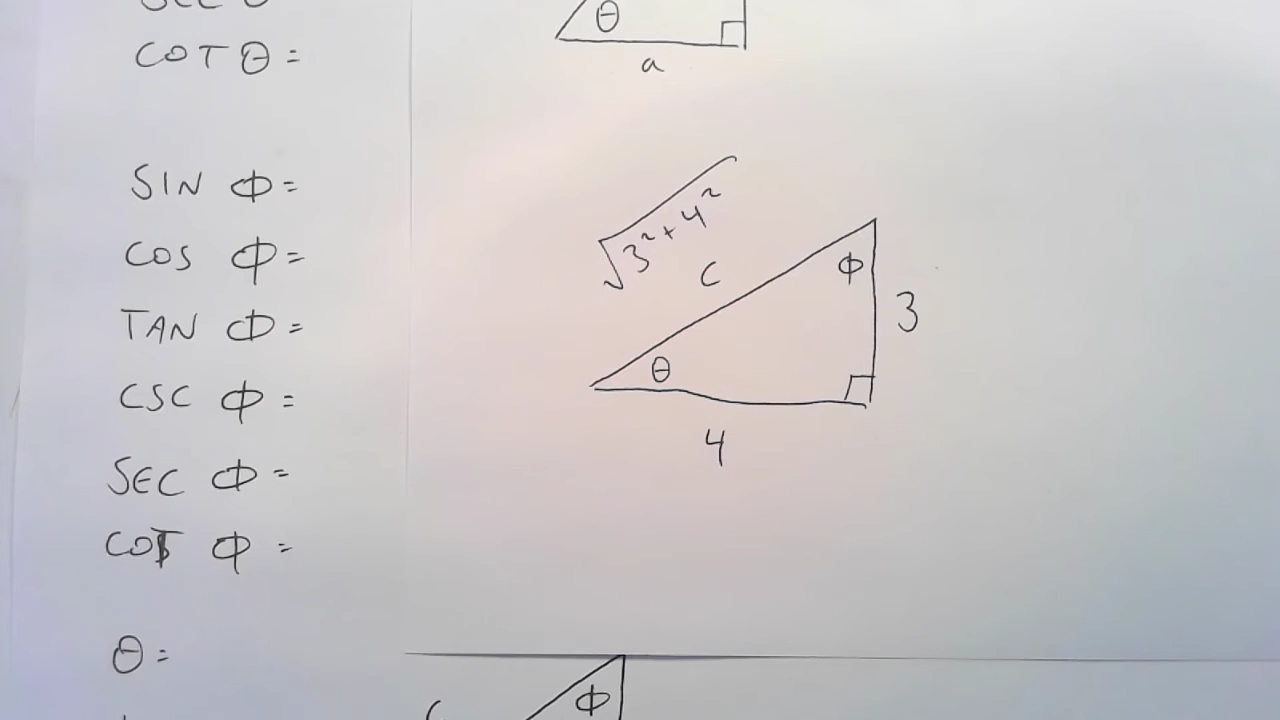 COT θ =
SIN Φ =
COS Φ =
TAN Φ =
CSC Φ =
SEC Φ =
COT Φ =
θ =
θ
a
√3²+4²
C
Φ
3
θ
4
Φ